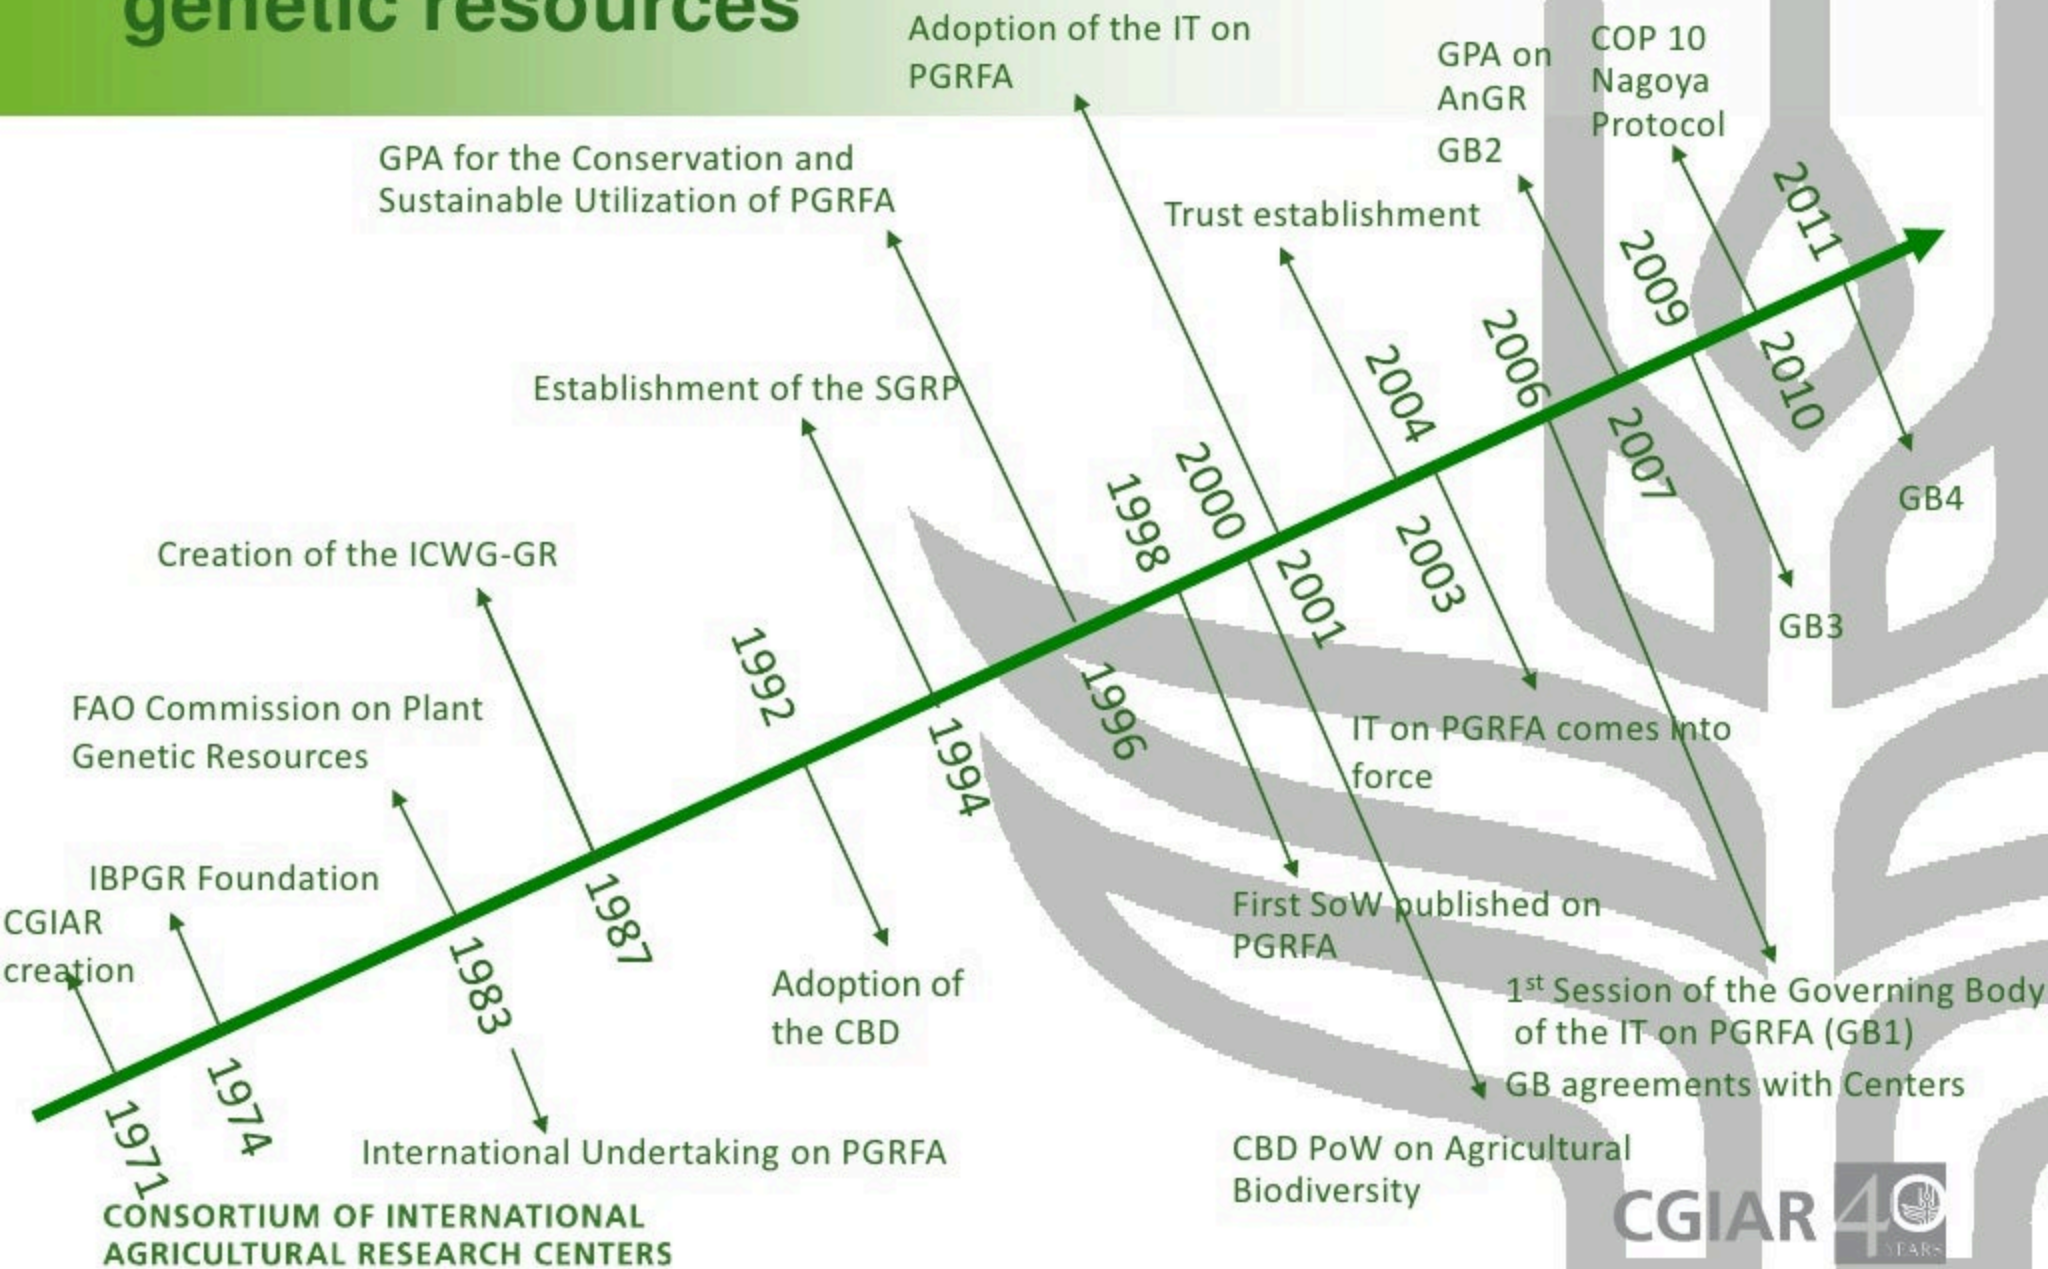 genetic resources
Adoption of the IT on
PGRFA
GPA on
AnGR
GB2
COP 10
Nagoya
Protocol
GPA for the Conservation and
Sustainable Utilization of PGRFA
Trust establishment
2011
2009
2010
2006
2007
GB4
GB3
Establishment of the SGRP
2004
2003
2000
2001
1998
1996
Creation of the ICWG-GR
1992
1994
FAO Commission on Plant
Genetic Resources
IT on PGRFA comes into
force
IBPGR Foundation
1987
CGIAR
creation
1983
Adoption of
the CBD
First SoW published on
PGRFA
1st Session of the Governing Body
of the IT on PGRFA (GB1)
GB agreements with Centers
1974
1971
International Undertaking on PGRFA
CBD PoW on Agricultural
Biodiversity
CONSORTIUM OF INTERNATIONAL
AGRICULTURAL RESEARCH CENTERS
CGIAR 40
YEARS